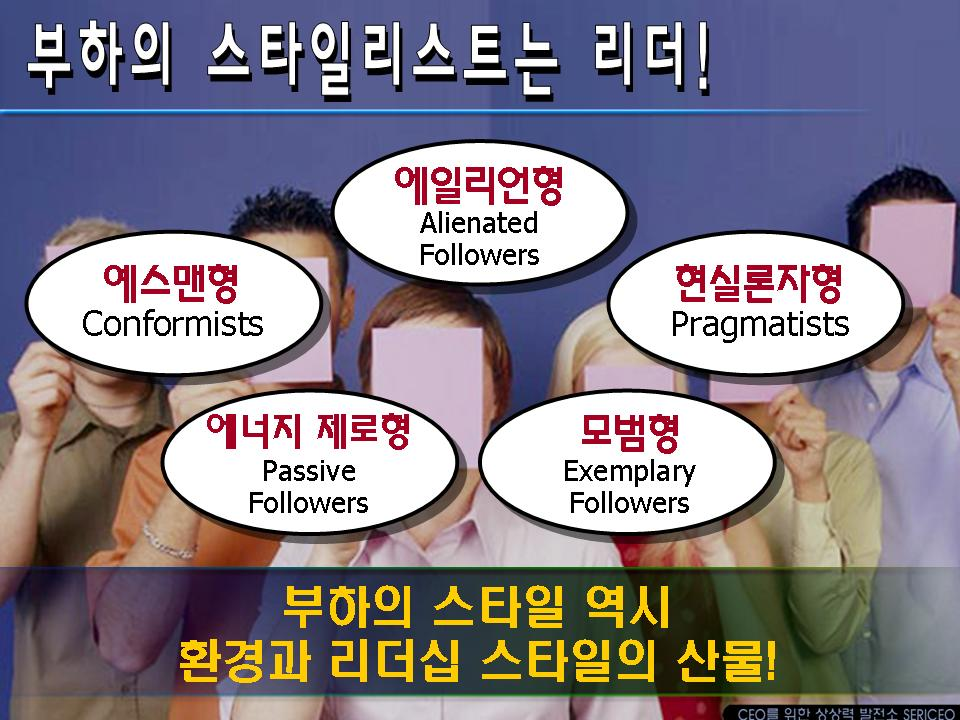 부하의 스타일리스트는 리더!
에일리언형
Alienated
Followers
예스맨형
Conformists
현실론자형
Pragmatists
에너지 제로형
Passive
Followers
모범형
Exemplary
Followers
부하의 스타일 역시
환경과 리더십 스타일의 산물!
CEO를 위한 상상력 발전소 SERICEO